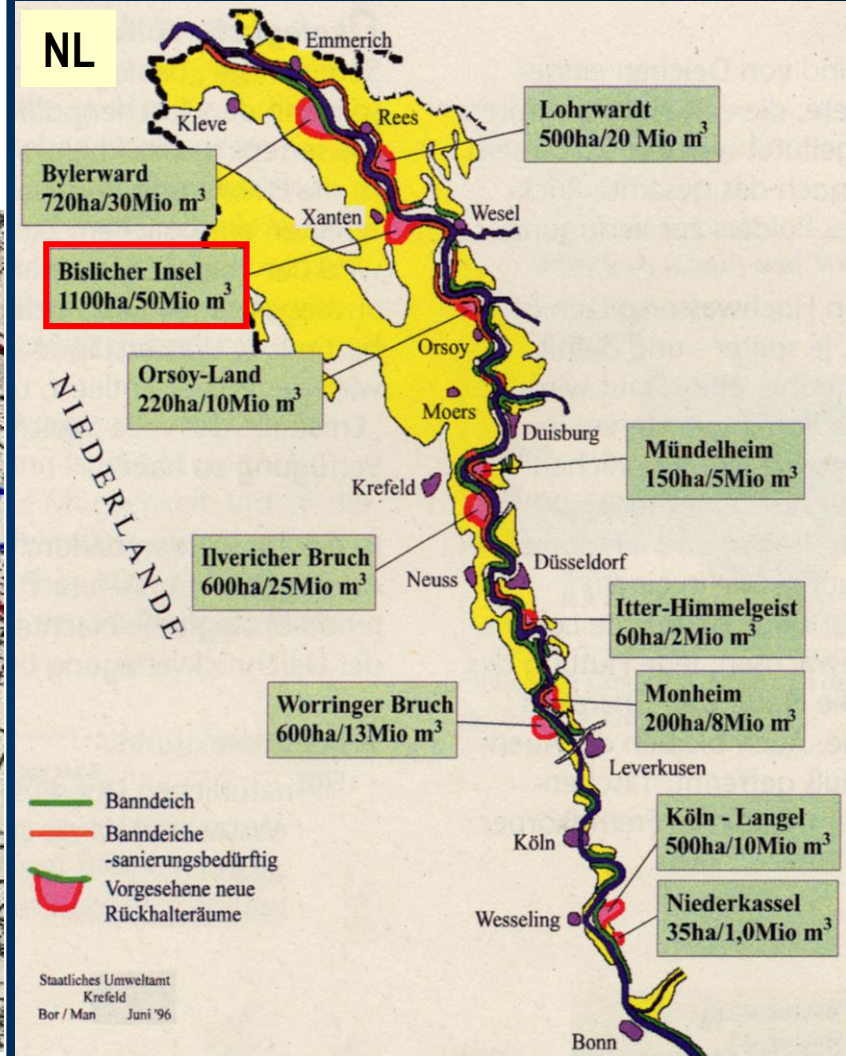 NL
Emmerich
Kleve
Rees
Lohrwardt
500ha/20 Mio m³
Bylerward
720ha/30Mio m³
Xanten
Wesel
Bislicher Insel
1100ha/50Mio m³
Orsoy
Orsoy-Land
220ha/10Mio m³
NIEDERLANDE
Moers
Duisburg
Mündelheim
150ha/5Mio m³
Krefeld
Ilvericher Bruch
600ha/25Mio m³
Neuss
Düsseldorf
Itter-Himmelgeist
60ha/2Mio m³
Worringer Bruch
600ha/13Mio m³
Monheim
200ha/8Mio m³
Leverkusen
Banndeich
Banndeiche
-sanierungsbedürftig
Vorgesehene neue
Rückhalteräume
Köln
Köln - Langel
500ha/10Mio m³
Wesseling
Niederkassel
35ha/1,0Mio m³
Staatliches Umweltamt
Krefeld
Bor / Man Juni '96
Bonn